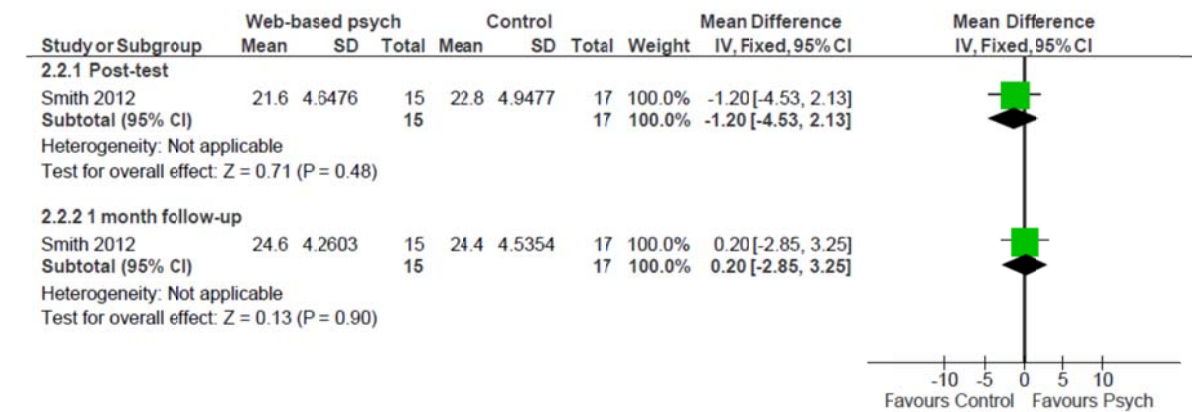 Web-based psych Control Mean Difference Mean Difference
Study or Subgroup Mean SD Total Mean SD Total Weight IV, Fixed, 95% CI IV, Fixed, 95% CI
2.2.1 Post-test
Smith 2012 21.6 4.6476 15 22.8 4.9477 17 100.0% -1.20 [-4.53, 2.13]
Subtotal (95% CI) 15 17 100.0% -1.20 [-4.53, 2.13]
Heterogeneity: Not applicable
Test for overall effect: Z = 0.71 (P = 0.48)
2.2.2 1 month follow-up
Smith 2012 24.6 4.2603 15 24.4 4.5354 17 100.0% 0.20 [-2.85, 3.25]
Subtotal (95% CI) 15 17 100.0% 0.20 [-2.85, 3.25]
Heterogeneity: Not applicable
Test for overall effect: Z = 0.13 (P = 0.90)
-10 -5 0 5 10
Favours Control Favours Psych